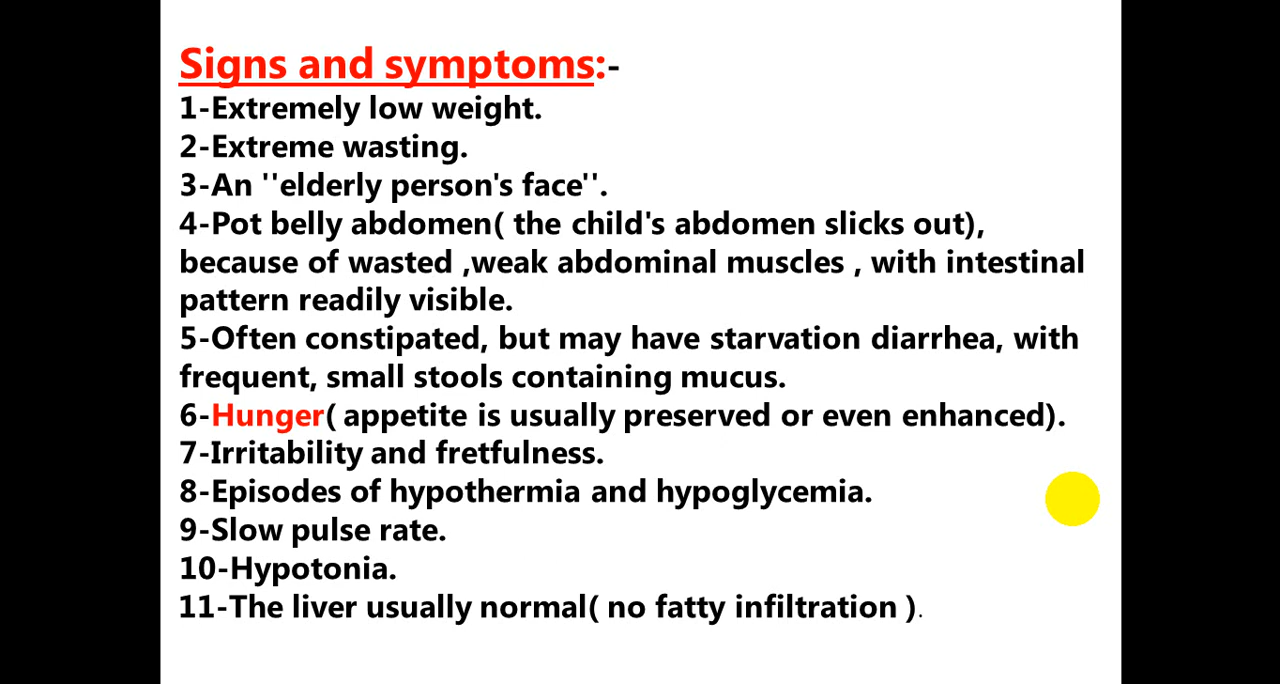 Signs and symptoms:-
1-Extremely low weight.
2-Extreme wasting.
3-An ''elderly person's face''.
4-Pot belly abdomen( the child's abdomen slicks out),
because of wasted ,weak abdominal muscles , with intestinal
pattern readily visible.
5-Often constipated, but may have starvation diarrhea, with
frequent, small stools containing mucus.
6-Hunger( appetite is usually preserved or even enhanced).
7-Irritability and fretfulness.
8-Episodes of hypothermia and hypoglycemia.
9-Slow pulse rate.
10-Hypotonia.
11-The liver usually normal( no fatty infiltration ).